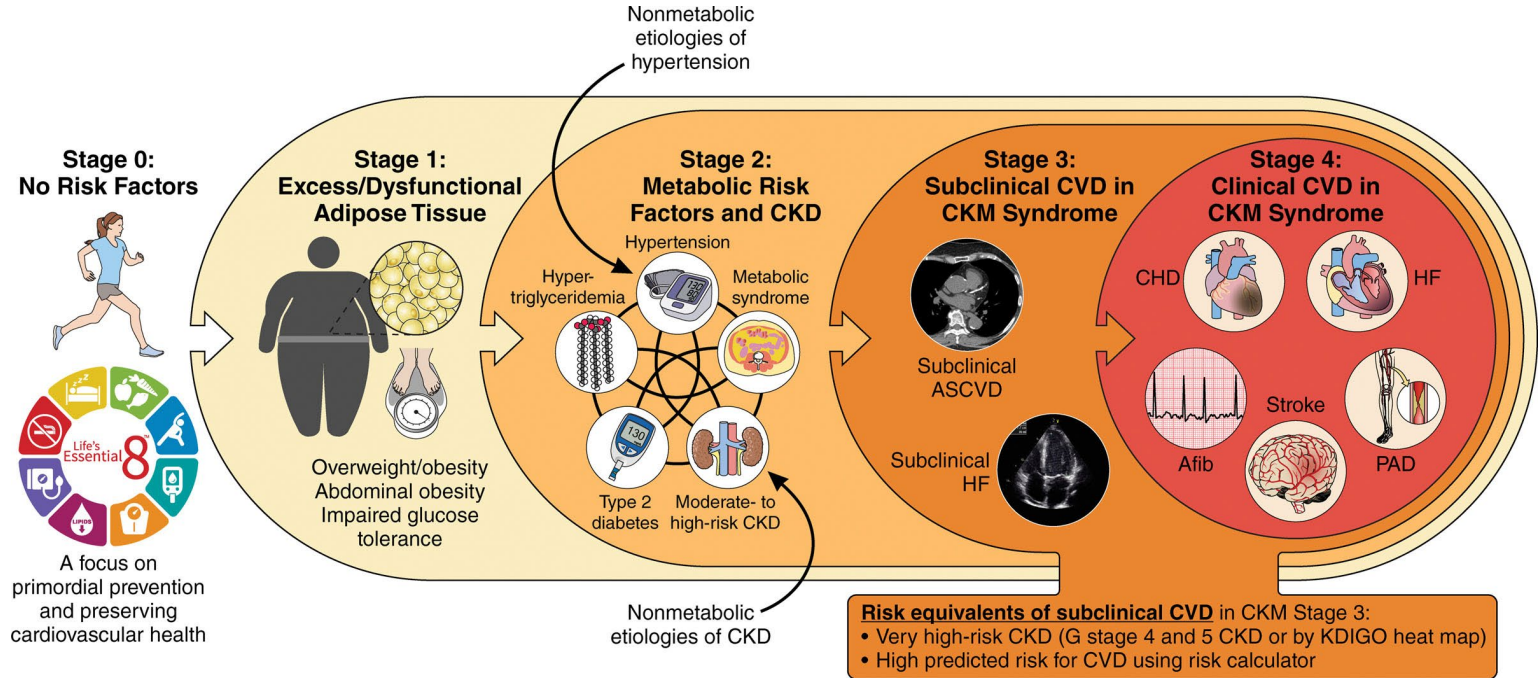 Nonmetabolic
etiologies of
hypertension
Stage 0:
No Risk Factors
Life's
Essential 8™
LIPIDS
A focus on
primordial prevention
and preserving
cardiovascular health
Stage 1:
Excess/Dysfunctional
Adipose Tissue
Overweight/obesity
Abdominal obesity
Impaired glucose
tolerance
Stage 2:
Metabolic Risk
Factors and CKD
Hypertension
130
80
Hyper-
triglyceridemia
Metabolic
syndrome
130
Type 2
diabetes
Moderate- to
high-risk CKD
Nonmetabolic
etiologies of CKD
Stage 3:
Subclinical CVD in
CKM Syndrome
Subclinical
ASCVD
Subclinical
HF
Stage 4:
Clinical CVD in
CKM Syndrome
CHD
HF
Afib
Stroke
PAD
Risk equivalents of subclinical CVD in CKM Stage 3:
• Very high-risk CKD (G stage 4 and 5 CKD or by KDIGO heat map)
• High predicted risk for CVD using risk calculator